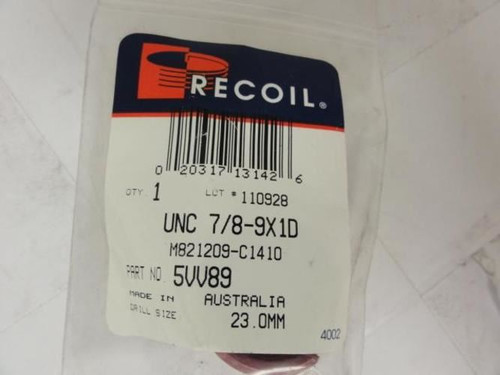 RECOIL®
0 20317 13142 6
QTY. 1 LOT # 110928
UNC 7/8-9X1D
M821209-C1410
PART NO. 5VV89
MADE IN AUSTRALIA
DRILL SIZE 23.0MM
4002